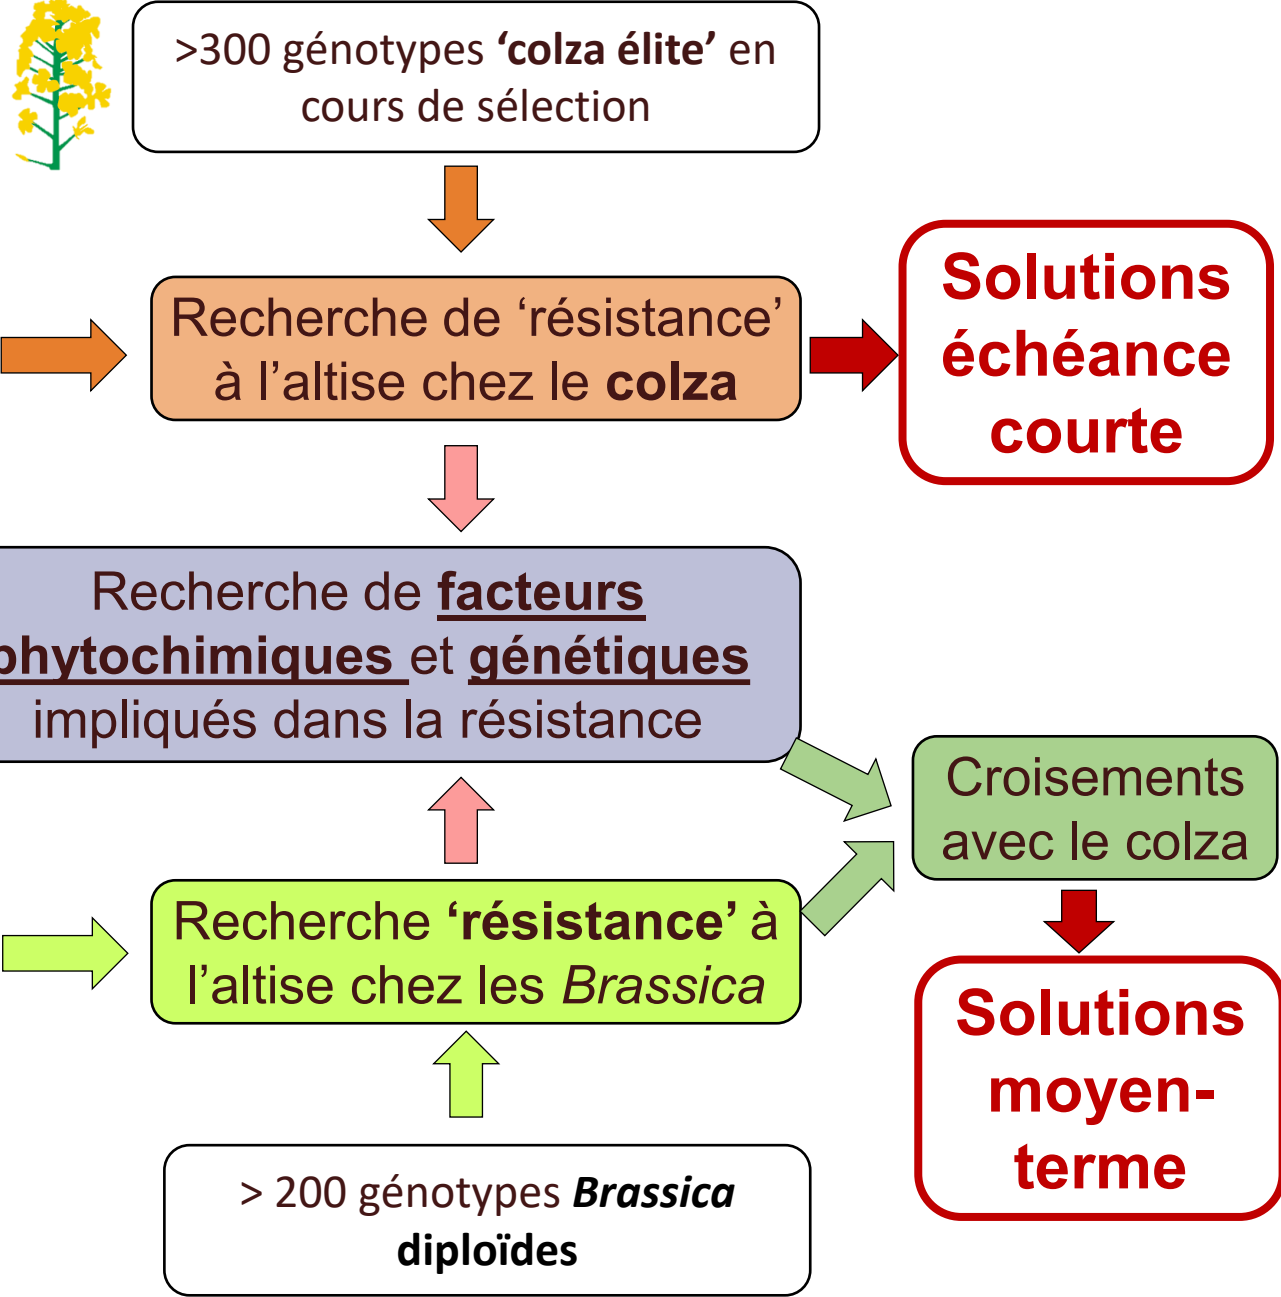 >300 génotypes ‘colza élite’ en
cours de sélection
Recherche de ‘résistance’
à l’altise chez le colza
Solutions
échéance
courte
Recherche de facteurs
phytochimiques et génétiques
impliqués dans la résistance
Croisements
avec le colza
Recherche ‘résistance’ à
l’altise chez les Brassica
Solutions
moyen-
terme
> 200 génotypes Brassica
diploïdes